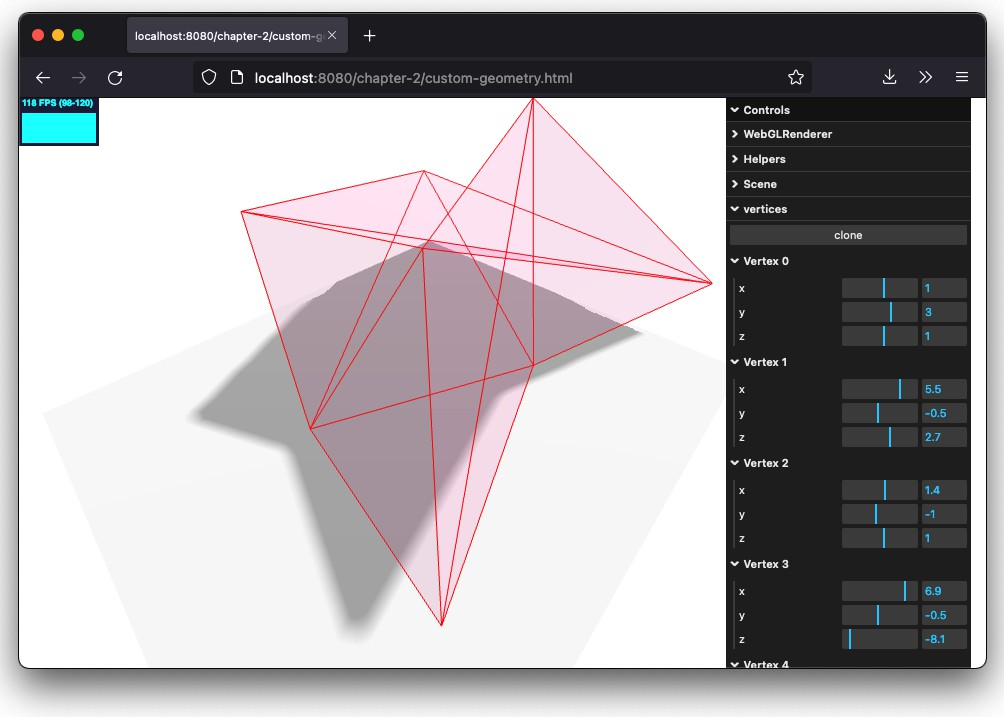 localhost:8080/chapter-2/custom-g
localhost:8080/chapter-2/custom-geometry.html
118 FPS (98-120)
Controls
WebGLRenderer
Helpers
Scene
vertices
clone
Vertex 0
x 1
y 3
z 1
Vertex 1
x 5.5
y -0.5
z 2.7
Vertex 2
x 1.4
y -1
z 1
Vertex 3
x 6.9
y -0.5
z -8.1
Vertex 4